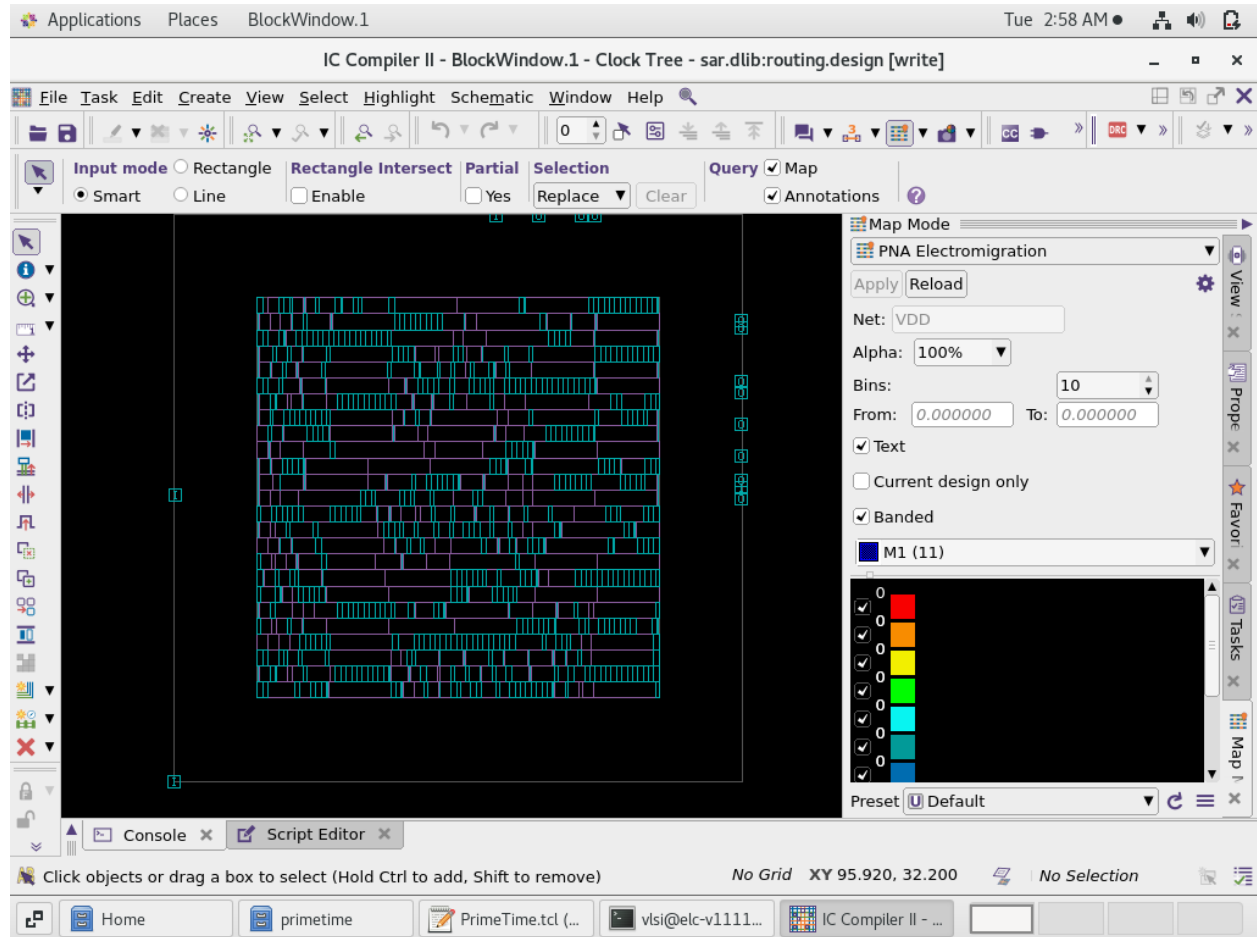 Applications Places BlockWindow.1 Tue 2:58 AM
IC Compiler II - BlockWindow.1 - Clock Tree - sar.dlib:routing.design [write]
File Task Edit Create View Select Highlight Schematic Window Help
0 CC DRC
Input mode Rectangle Rectangle Intersect Partial Selection Query Map
Smart Line Enable Yes Replace Clear Annotations
Map Mode
PNA Electromigration
Apply Reload
Net: VDD
Alpha: 100%
Bins: 10
From: 0.000000 To: 0.000000
Text
Current design only
Banded
M1 (11)
0
0
0
0
0
0
0
Preset U Default
View
Prope
Favori
Tasks
Map
Console Script Editor
Click objects or drag a box to select (Hold Ctrl to add, Shift to remove) No Grid XY 95.920, 32.200 No Selection
Home primetime PrimeTime.tcl (... vlsi@elc-v1111... IC Compiler II - ...